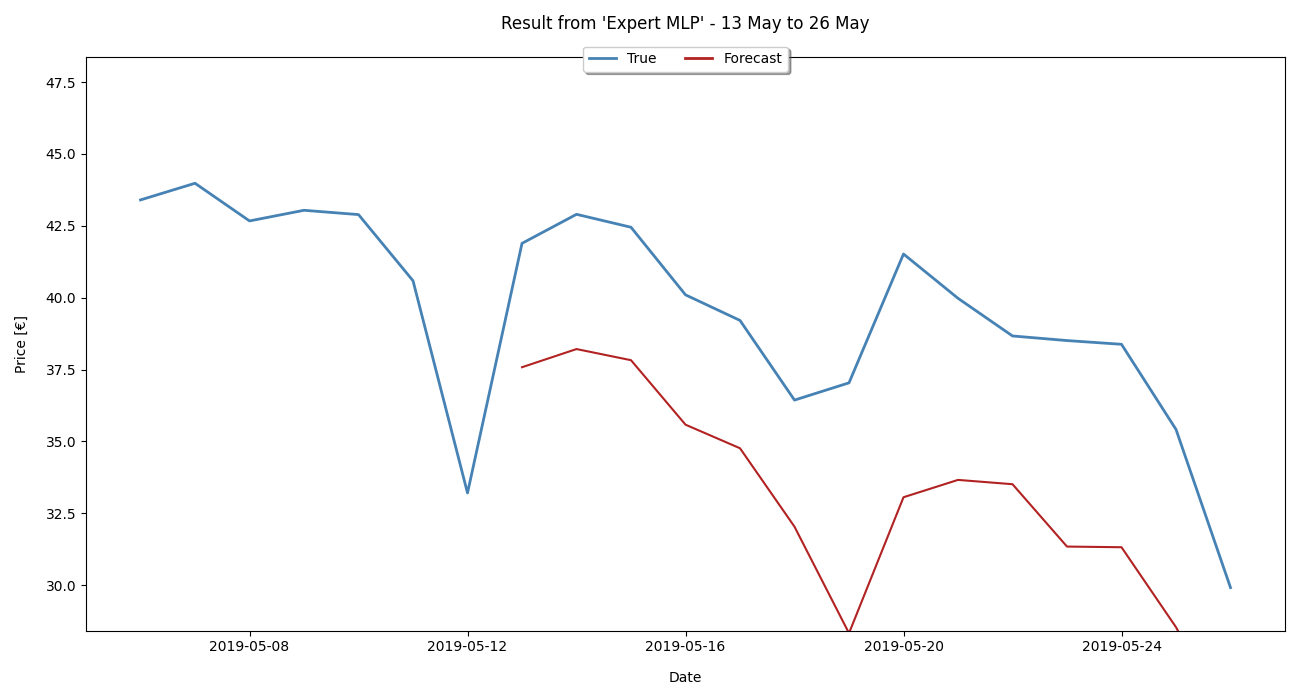 Result from 'Expert MLP' - 13 May to 26 May
True Forecast
47.5
45.0
42.5
40.0
37.5
35.0
32.5
30.0
Price [€]
2019-05-08 2019-05-12 2019-05-16 2019-05-20 2019-05-24
Date